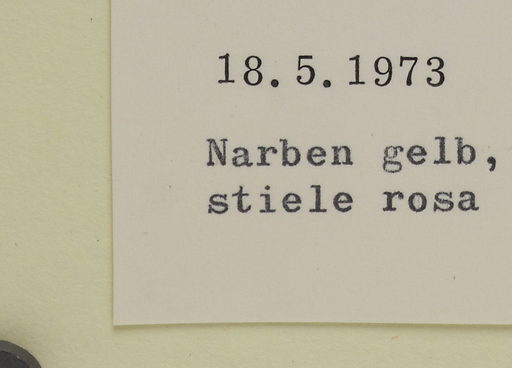 18.5.1973
Narben gelb,
stiele rosa